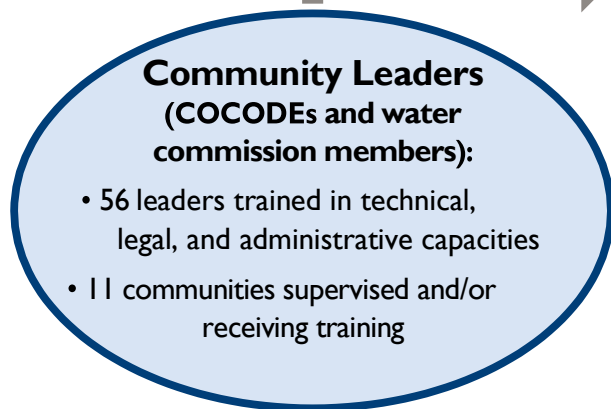 Community Leaders
(COCODEs and water
commission members):
• 56 leaders trained in technical,
legal, and administrative capacities
• 11 communities supervised and/or
receiving training